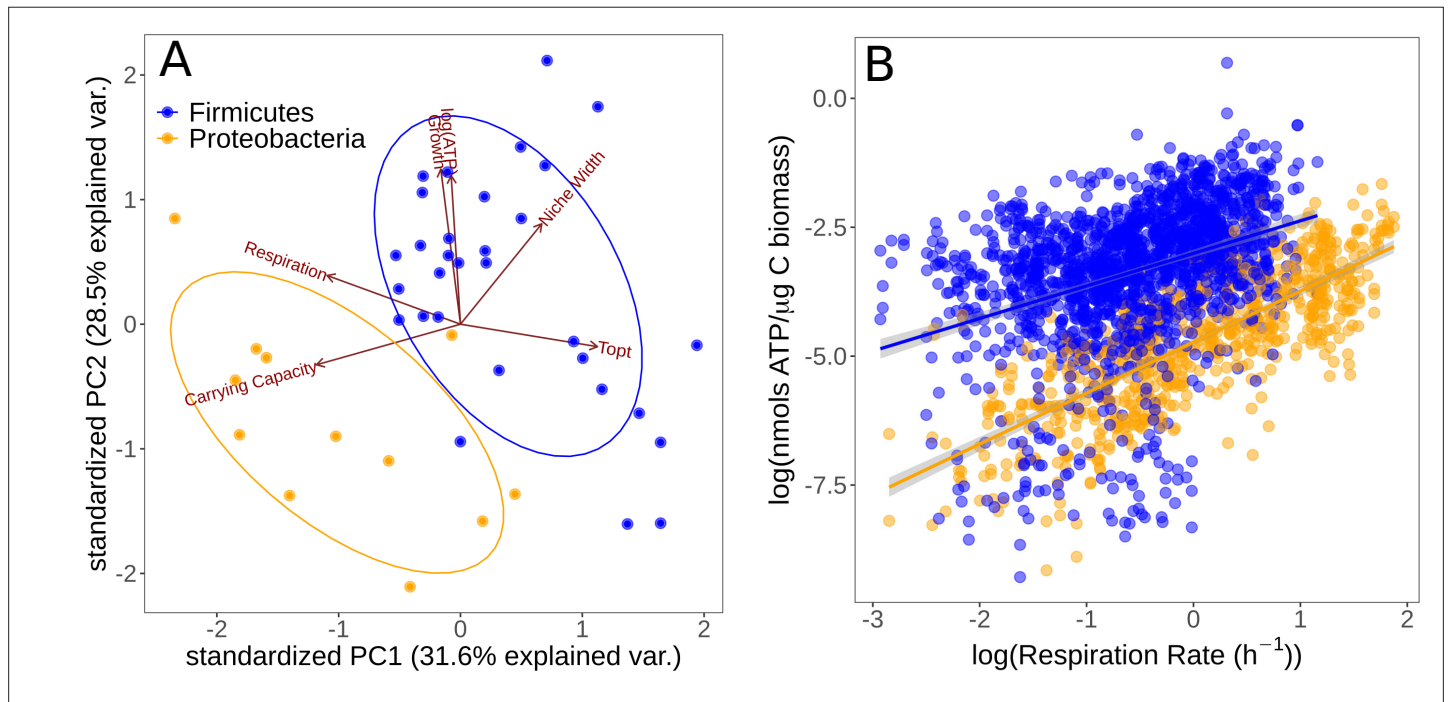 A
Firmicutes
Proteobacteria
log(ATP)
Growth
Niche Width
Respiration
Topt
Carrying Capacity
2
1
0
-1
-2
-2
-1
0
1
2
standardized PC1 (31.6% explained var.)
standardized PC2 (28.5% explained var.)
B
0.0
-2.5
-5.0
-7.5
-3
-2
-1
0
1
2
log(Respiration Rate (h⁻¹))
log(nmols ATP/μg C biomass)